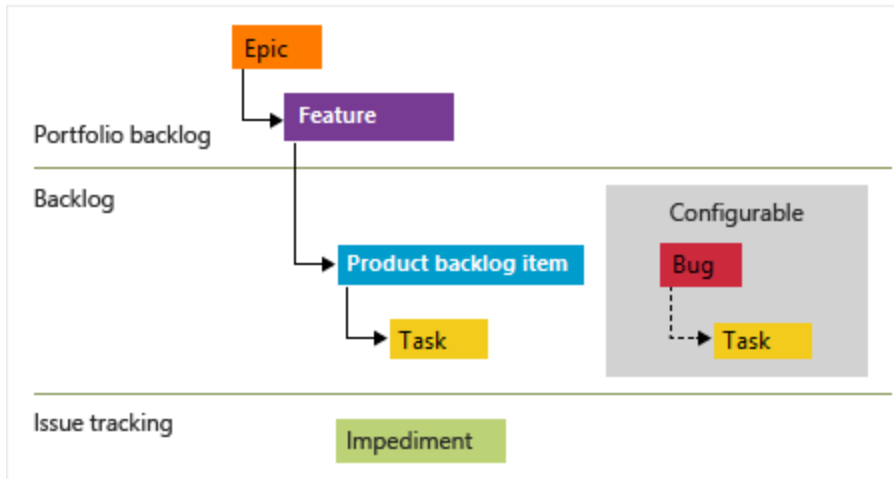 Epic
Feature
Portfolio backlog
Backlog
Configurable
Product backlog item
Bug
Task
Task
Issue tracking
Impediment